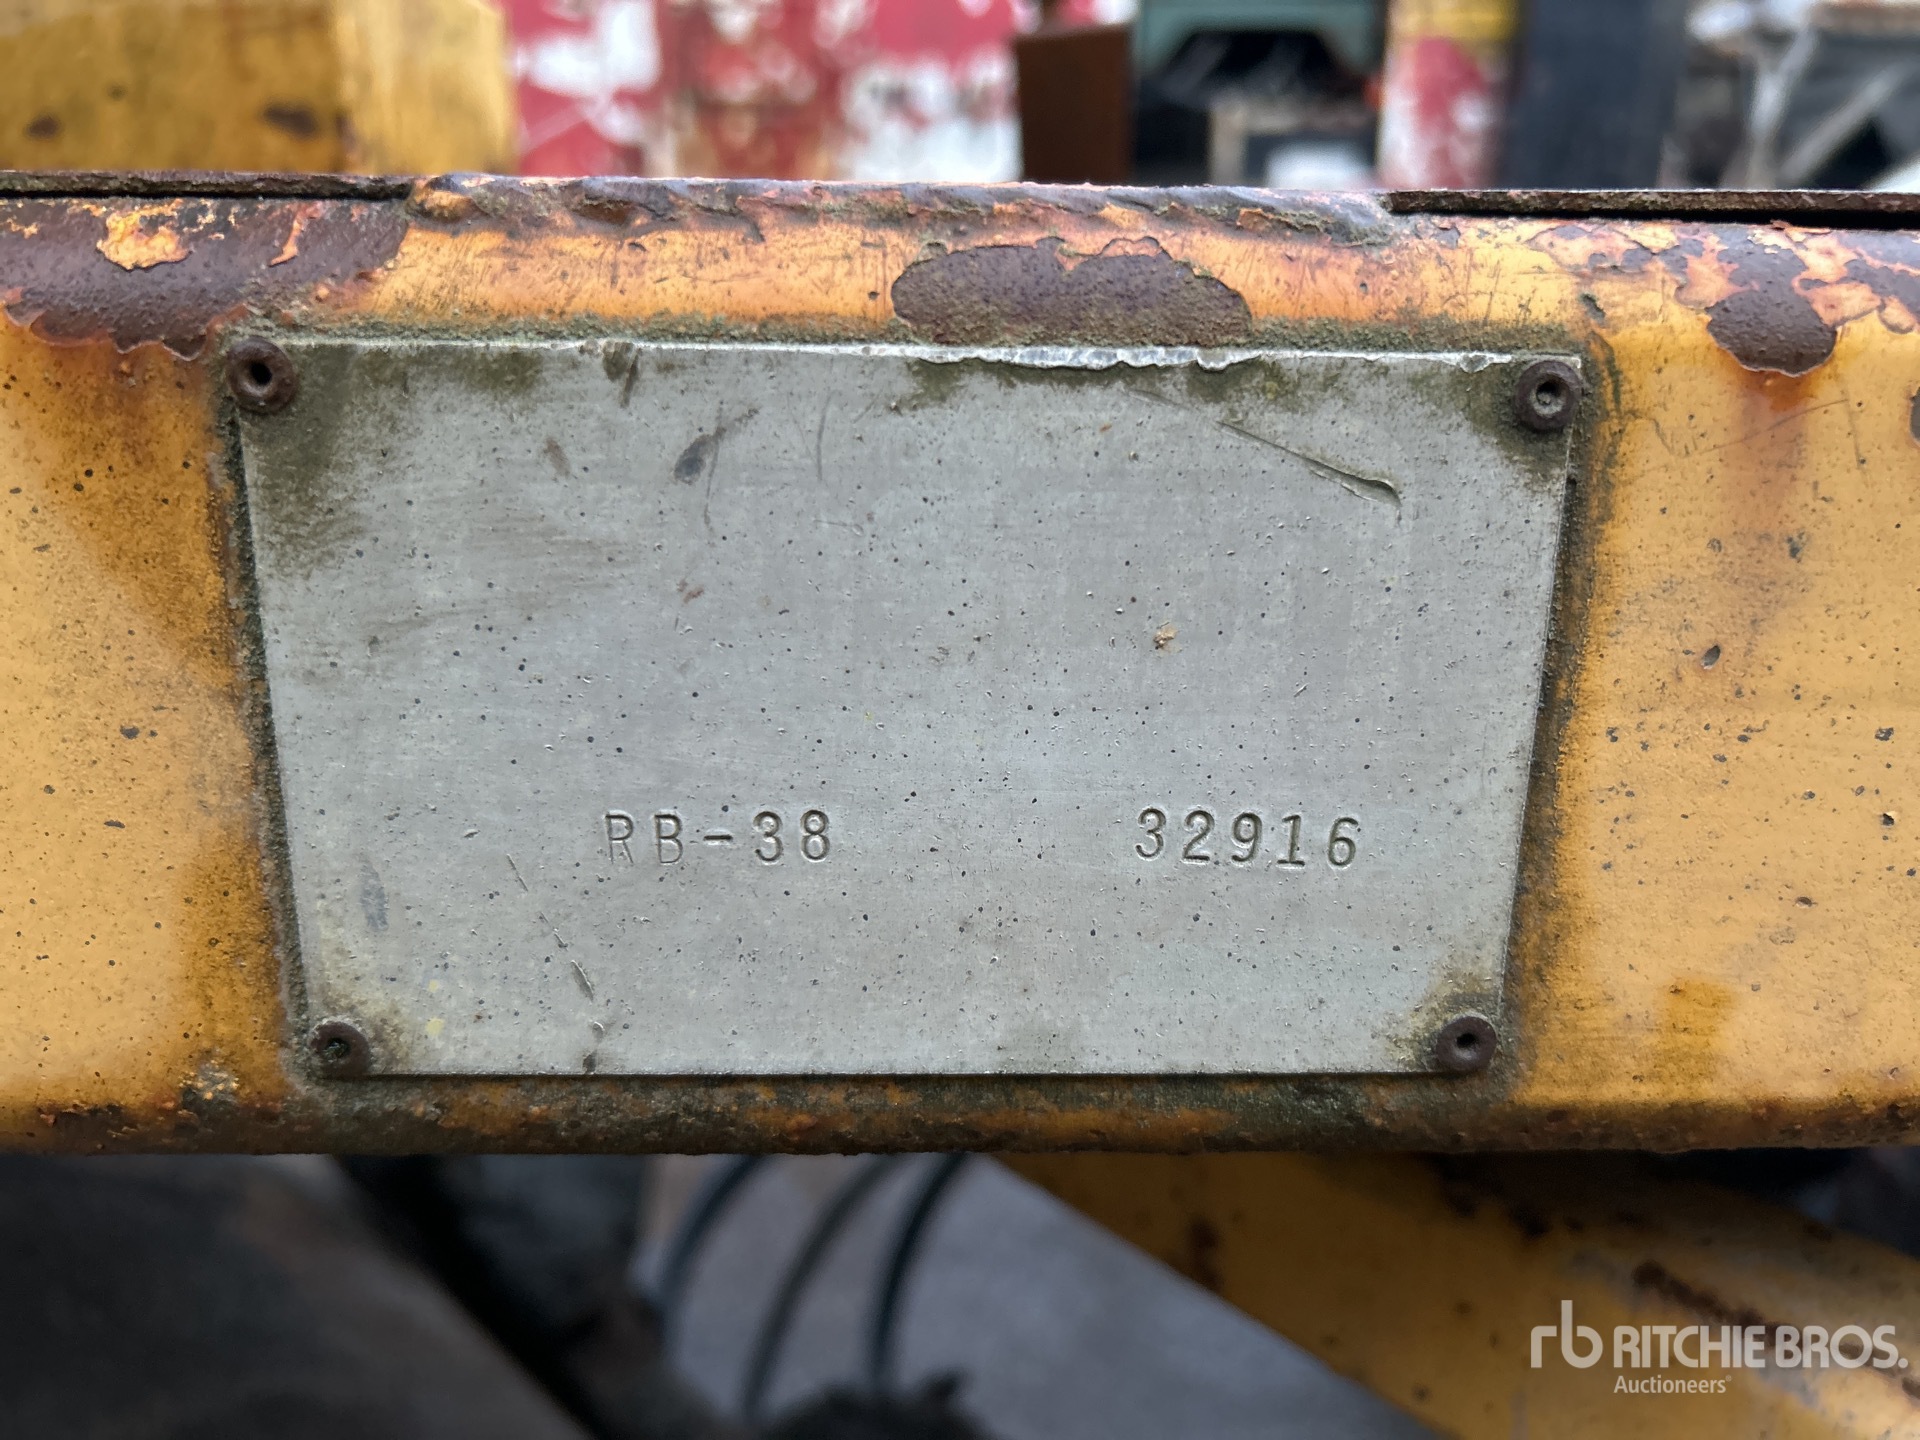 RB-38 32916
rb RITCHIE BROS.
Auctioneers